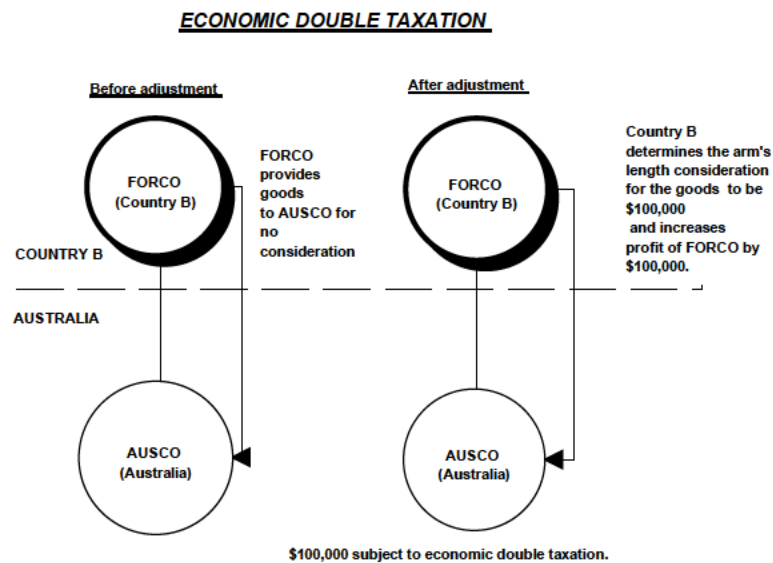 ECONOMIC DOUBLE TAXATION
Before adjustment
FORCO
(Country B)
FORCO
provides
goods
to AUSCO for
no
consideration
COUNTRY B
AUSTRALIA
AUSCO
(Australia)
After adjustment
FORCO
(Country B)
Country B
determines the arm's
length consideration
for the goods to be
$100,000
and increases
profit of FORCO by
$100,000.
AUSCO
(Australia)
$100,000 subject to economic double taxation.